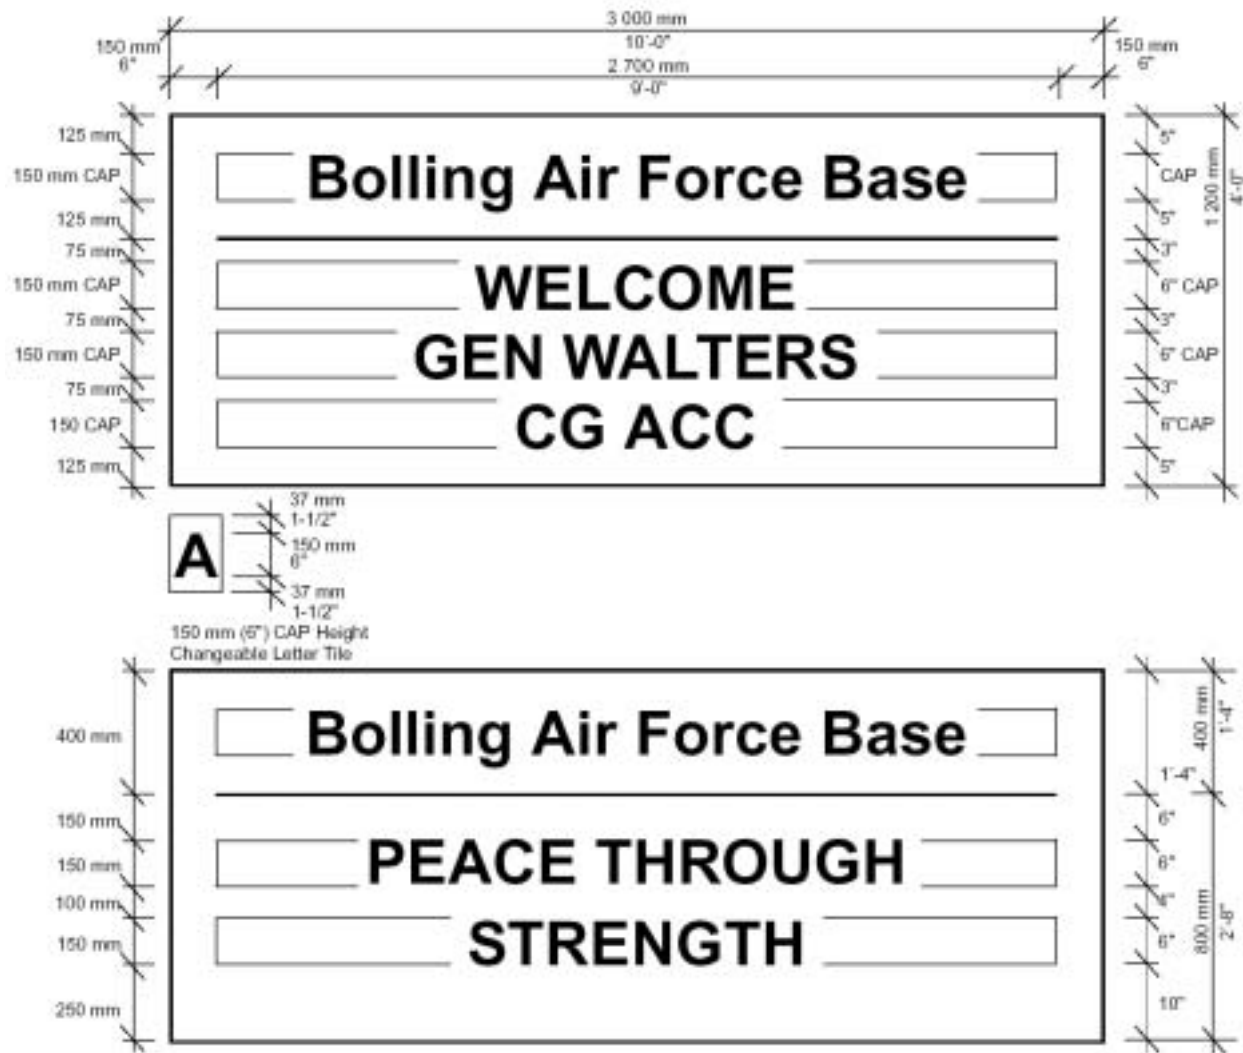 3 000 mm
10'-0"
150 mm
6"
150 mm
6"
2 700 mm
9'-0"
125 mm
150 mm CAP
125 mm
75 mm
150 mm CAP
75 mm
150 mm CAP
75 mm
150 CAP
125 mm
Bolling Air Force Base
WELCOME
GEN WALTERS
CG ACC
5"
CAP
5"
3"
6" CAP
3"
6" CAP
3"
6"CAP
5"
1 200 mm
4'-0"
A
37 mm
1-1/2"
150 mm
6"
37 mm
1-1/2"
150 mm (6") CAP Height
Changeable Letter Tile
400 mm
150 mm
150 mm
100 mm
150 mm
250 mm
Bolling Air Force Base
PEACE THROUGH
STRENGTH
1'-4"
6"
6"
4"
6"
10"
400 mm
1'-4"
800 mm
2'-8"